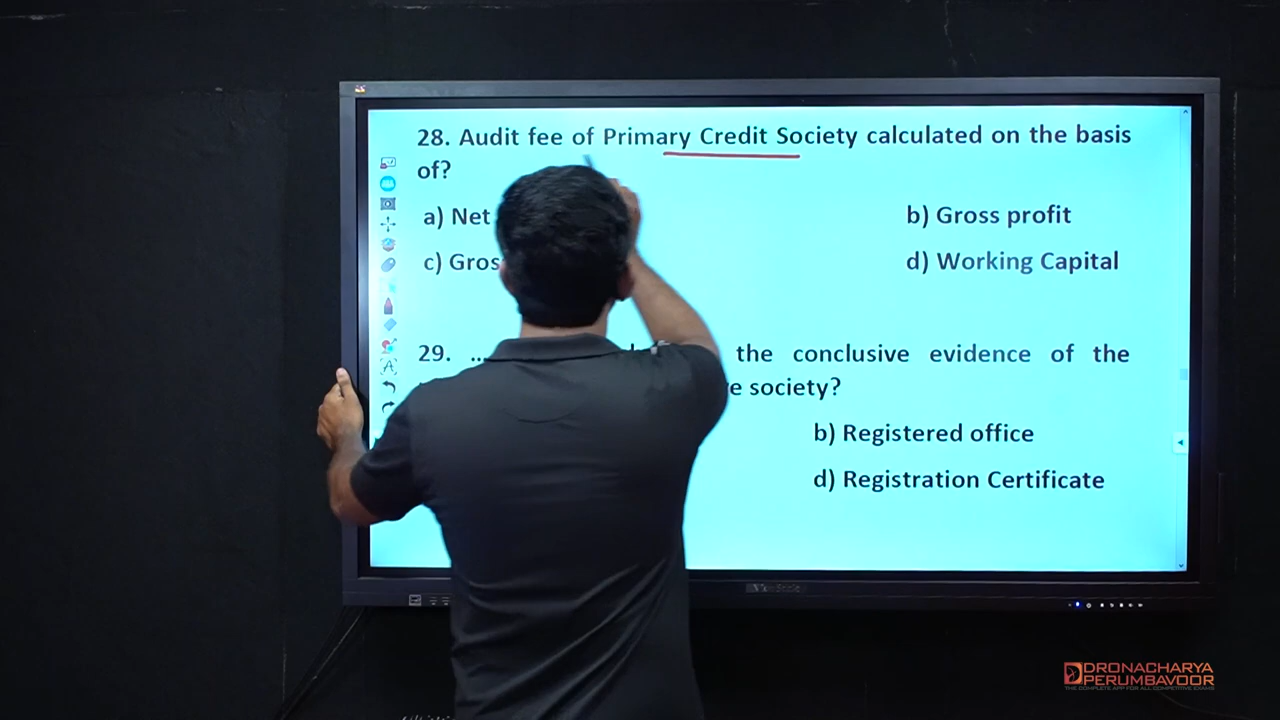 28. Audit fee of Primary Credit Society calculated on the basis
of?
a) Net
b) Gross profit
c)
d) Working Capital
29. ... the conclusive evidence of the
society?
b) Registered office
d) Registration Certificate
DRONACHARYA
PERUMBAVOOR
THE COMPLETE APP FOR ALL COMPETITIVE EXAMS